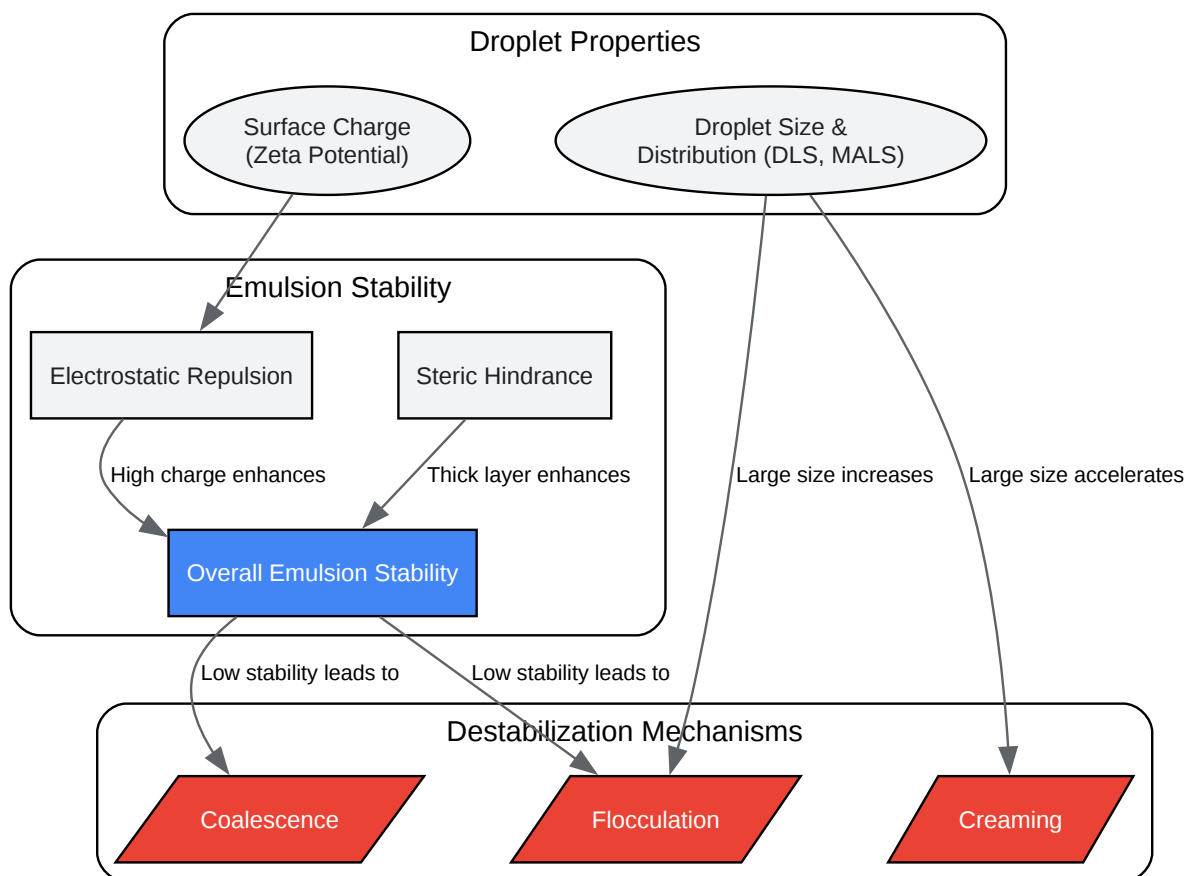 Droplet Properties
Surface Charge
(Zeta Potential)
Droplet Size &
Distribution (DLS, MALS)
Emulsion Stability
Electrostatic Repulsion
Steric Hindrance
High charge enhances
Thick layer enhances
Large size increases
Large size accelerates
Overall Emulsion Stability
Low stability leads to
Low stability leads to
Destabilization Mechanisms
Coalescence
Flocculation
Creaming